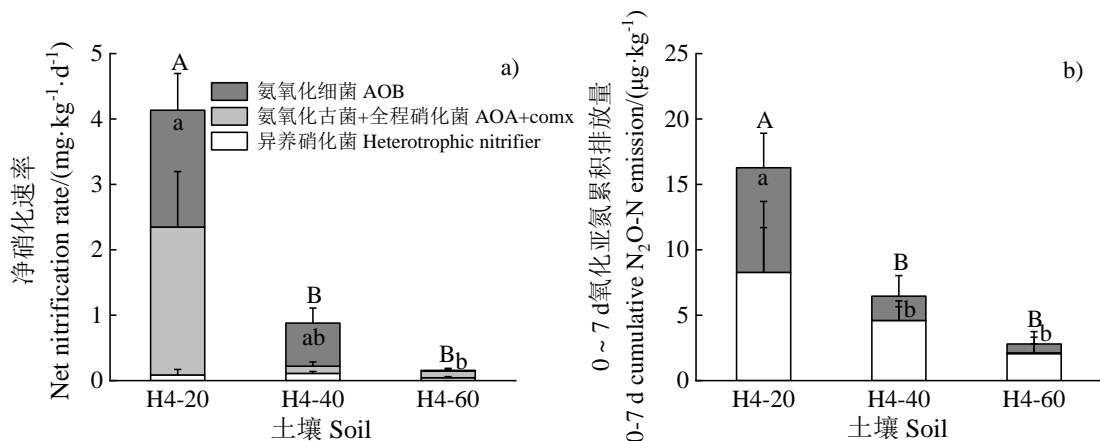 净硝化速率
Net nitrification rate/(mg·kg⁻¹·d⁻¹)
5
4
3
2
1
0
a)
氨氧化细菌 AOB
氨氧化古菌+全程硝化菌 AOA+comx
异养硝化菌 Heterotrophic nitrifier
A
a
B
ab
B
b
H4-20
H4-40
H4-60
土壤 Soil
0~7 d氧化亚氮累积排放量
0-7 d cumulative N₂O-N emission/(μg·kg⁻¹)
25
20
15
10
5
0
b)
A
a
B
b
B
b
H4-20
H4-40
H4-60
土壤 Soil